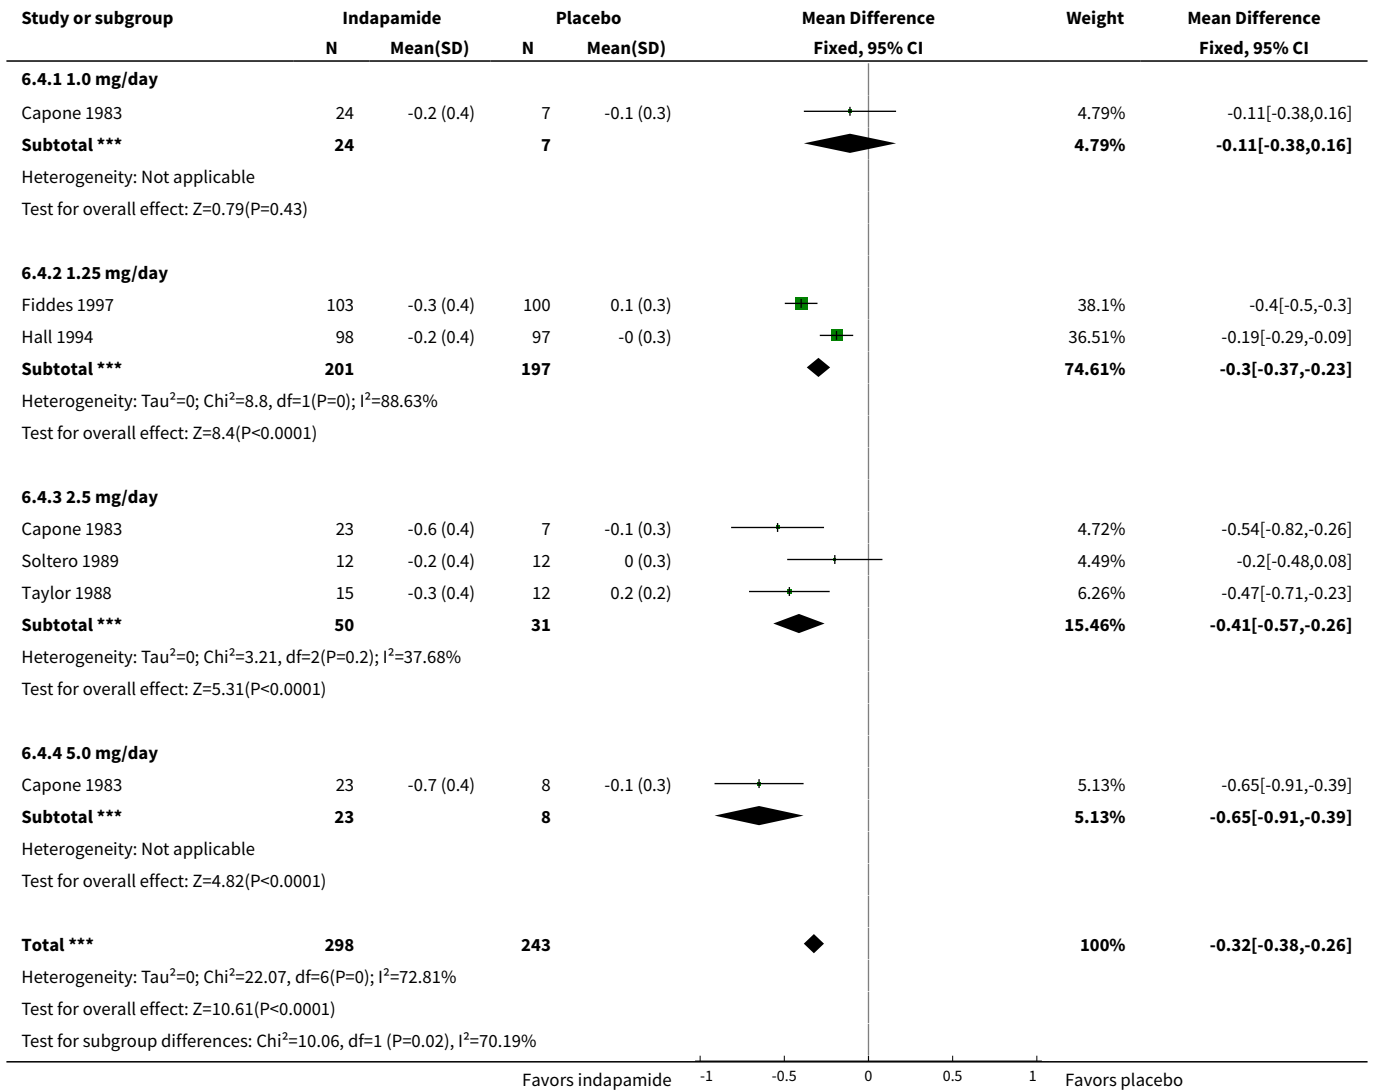 Study or subgroup Indapamide Placebo Mean Difference Weight Mean Difference
N Mean(SD) N Mean(SD) Fixed, 95% CI Fixed, 95% CI
6.4.1 1.0 mg/day
Capone 1983 24 -0.2 (0.4) 7 -0.1 (0.3) 4.79% -0.11[-0.38,0.16]
Subtotal *** 24 7 4.79% -0.11[-0.38,0.16]
Heterogeneity: Not applicable
Test for overall effect: Z=0.79(P=0.43)
6.4.2 1.25 mg/day
Fiddes 1997 103 -0.3 (0.4) 100 0.1 (0.3) 38.1% -0.4[-0.5,-0.3]
Hall 1994 98 -0.2 (0.4) 97 -0 (0.3) 36.51% -0.19[-0.29,-0.09]
Subtotal *** 201 197 74.61% -0.3[-0.37,-0.23]
Heterogeneity: Tau²=0; Chi²=8.8, df=1(P=0); I²=88.63%
Test for overall effect: Z=8.4(P<0.0001)
6.4.3 2.5 mg/day
Capone 1983 23 -0.6 (0.4) 7 -0.1 (0.3) 4.72% -0.54[-0.82,-0.26]
Soltero 1989 12 -0.2 (0.4) 12 0 (0.3) 4.49% -0.2[-0.48,0.08]
Taylor 1988 15 -0.3 (0.4) 12 0.2 (0.2) 6.26% -0.47[-0.71,-0.23]
Subtotal *** 50 31 15.46% -0.41[-0.57,-0.26]
Heterogeneity: Tau²=0; Chi²=3.21, df=2(P=0.2); I²=37.68%
Test for overall effect: Z=5.31(P<0.0001)
6.4.4 5.0 mg/day
Capone 1983 23 -0.7 (0.4) 8 -0.1 (0.3) 5.13% -0.65[-0.91,-0.39]
Subtotal *** 23 8 5.13% -0.65[-0.91,-0.39]
Heterogeneity: Not applicable
Test for overall effect: Z=4.82(P<0.0001)
Total *** 298 243 100% -0.32[-0.38,-0.26]
Heterogeneity: Tau²=0; Chi²=22.07, df=6(P=0); I²=72.81%
Test for overall effect: Z=10.61(P<0.0001)
Test for subgroup differences: Chi²=10.06, df=1 (P=0.02), I²=70.19%
Favors indapamide -1 -0.5 0 0.5 1 Favors placebo